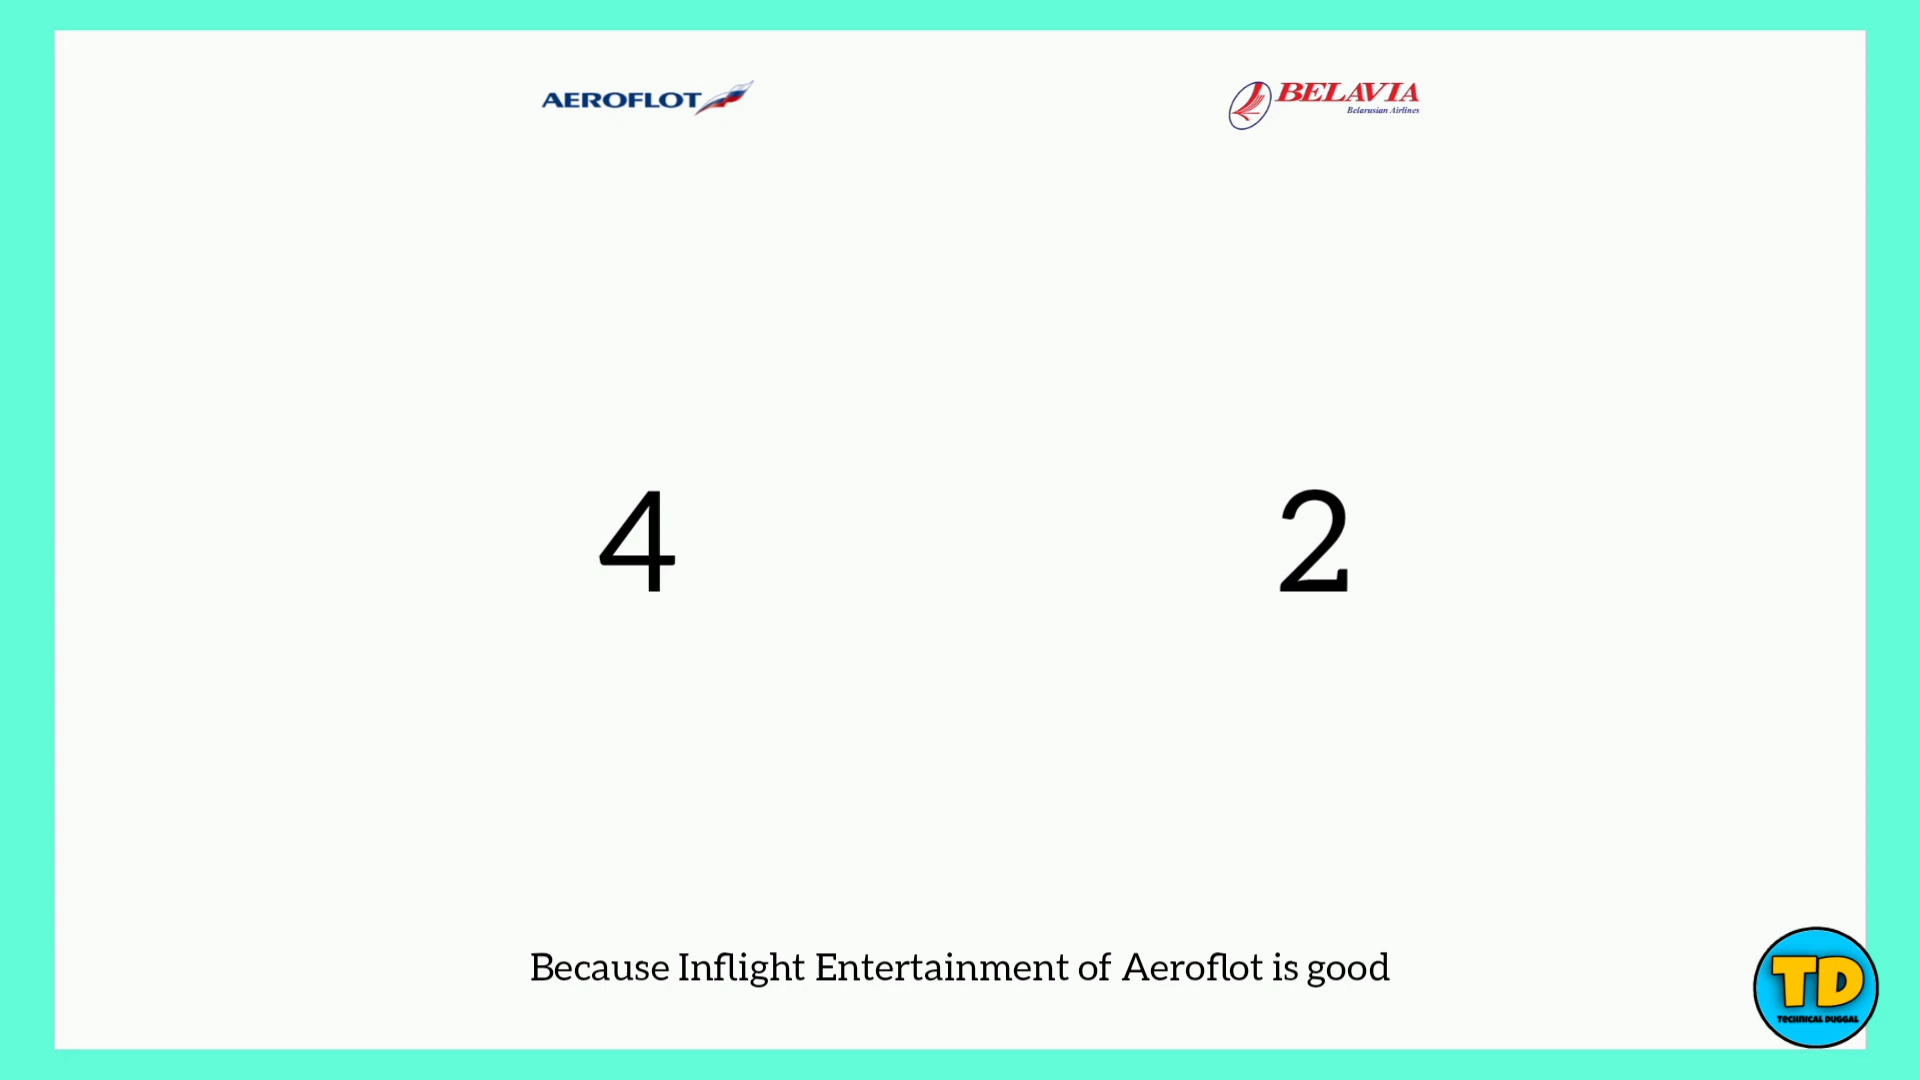 AEROFLOT
BELAVIA
Belarusian Airlines
4
2
Because Inflight Entertainment of Aeroflot is good
TD
TECHNICAL DUGGAL